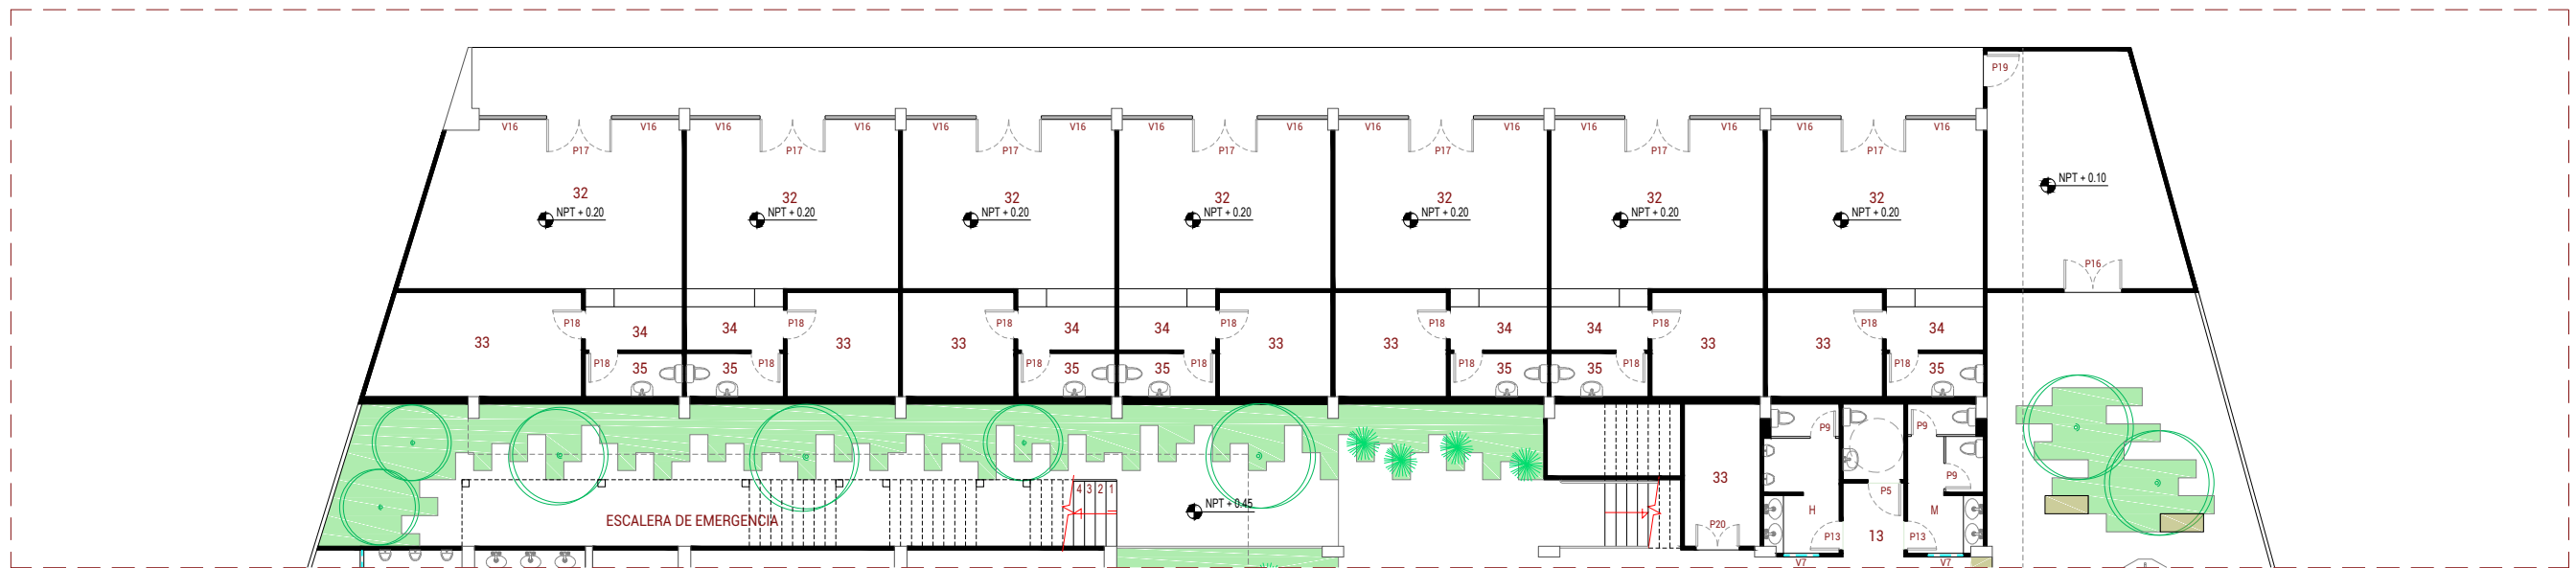 P19
V16 V16 V16 V16 V16 V16 V16 V16 V16 V16 V16 V16 V16 V16
P17 P17 P17 P17 P17 P17 P17
32 32 32 32 32 32 32
NPT + 0.20 NPT + 0.20 NPT + 0.20 NPT + 0.20 NPT + 0.20 NPT + 0.20 NPT + 0.20
NPT + 0.10
P16
P18 P18 P18 P18 P18 P18 P18
34 34 34 34 34 34 34
33 33 33 33 33 33 33
P18 P18 P18 P18 P18 P18 P18
35 35 35 35 35 35 35
P9 P9
P9
33
4 3 2 1
P5
NPT + 0.45
H M
ESCALERA DE EMERGENCIA
P20
P13 13 P13
V7 V7